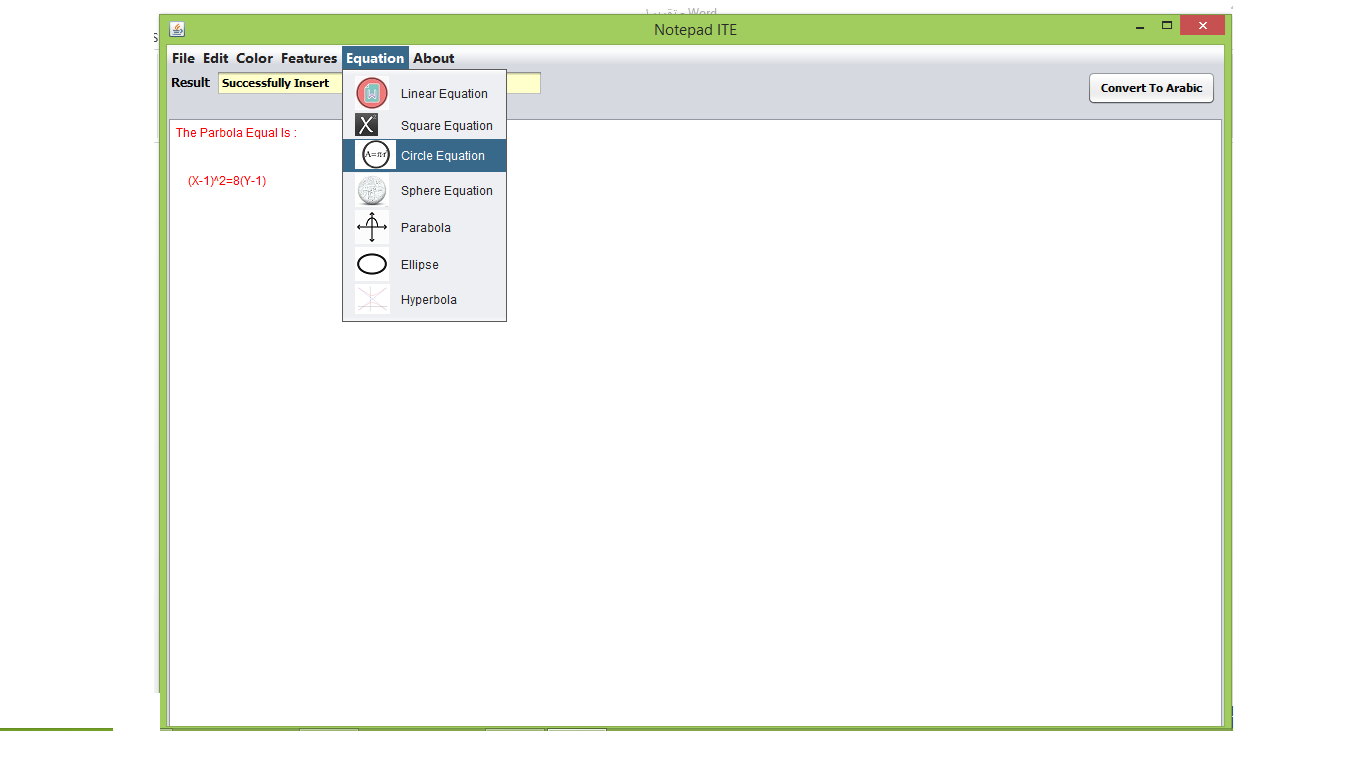 Notepad ITE
File Edit Color Features Equation About
Result Successfully Insert
Convert To Arabic
Linear Equation
Square Equation
A=πr
Circle Equation
Sphere Equation
Parabola
Ellipse
Hyperbola
The Parbola Equal Is :
(X-1)^2=8(Y-1)